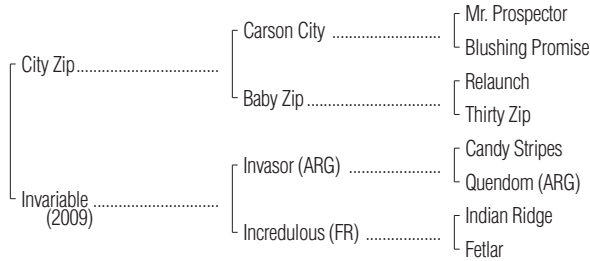 Mr. Prospector
Carson City ..............................
Blushing Promise
City Zip........................................
Relaunch
Baby Zip.....................................
Thirty Zip
Candy Stripes
Invasor (ARG) .........................
Quendom (ARG)
Invariable ...................................
(2009)
Indian Ridge
Incredulous (FR) .....................
Fetlar